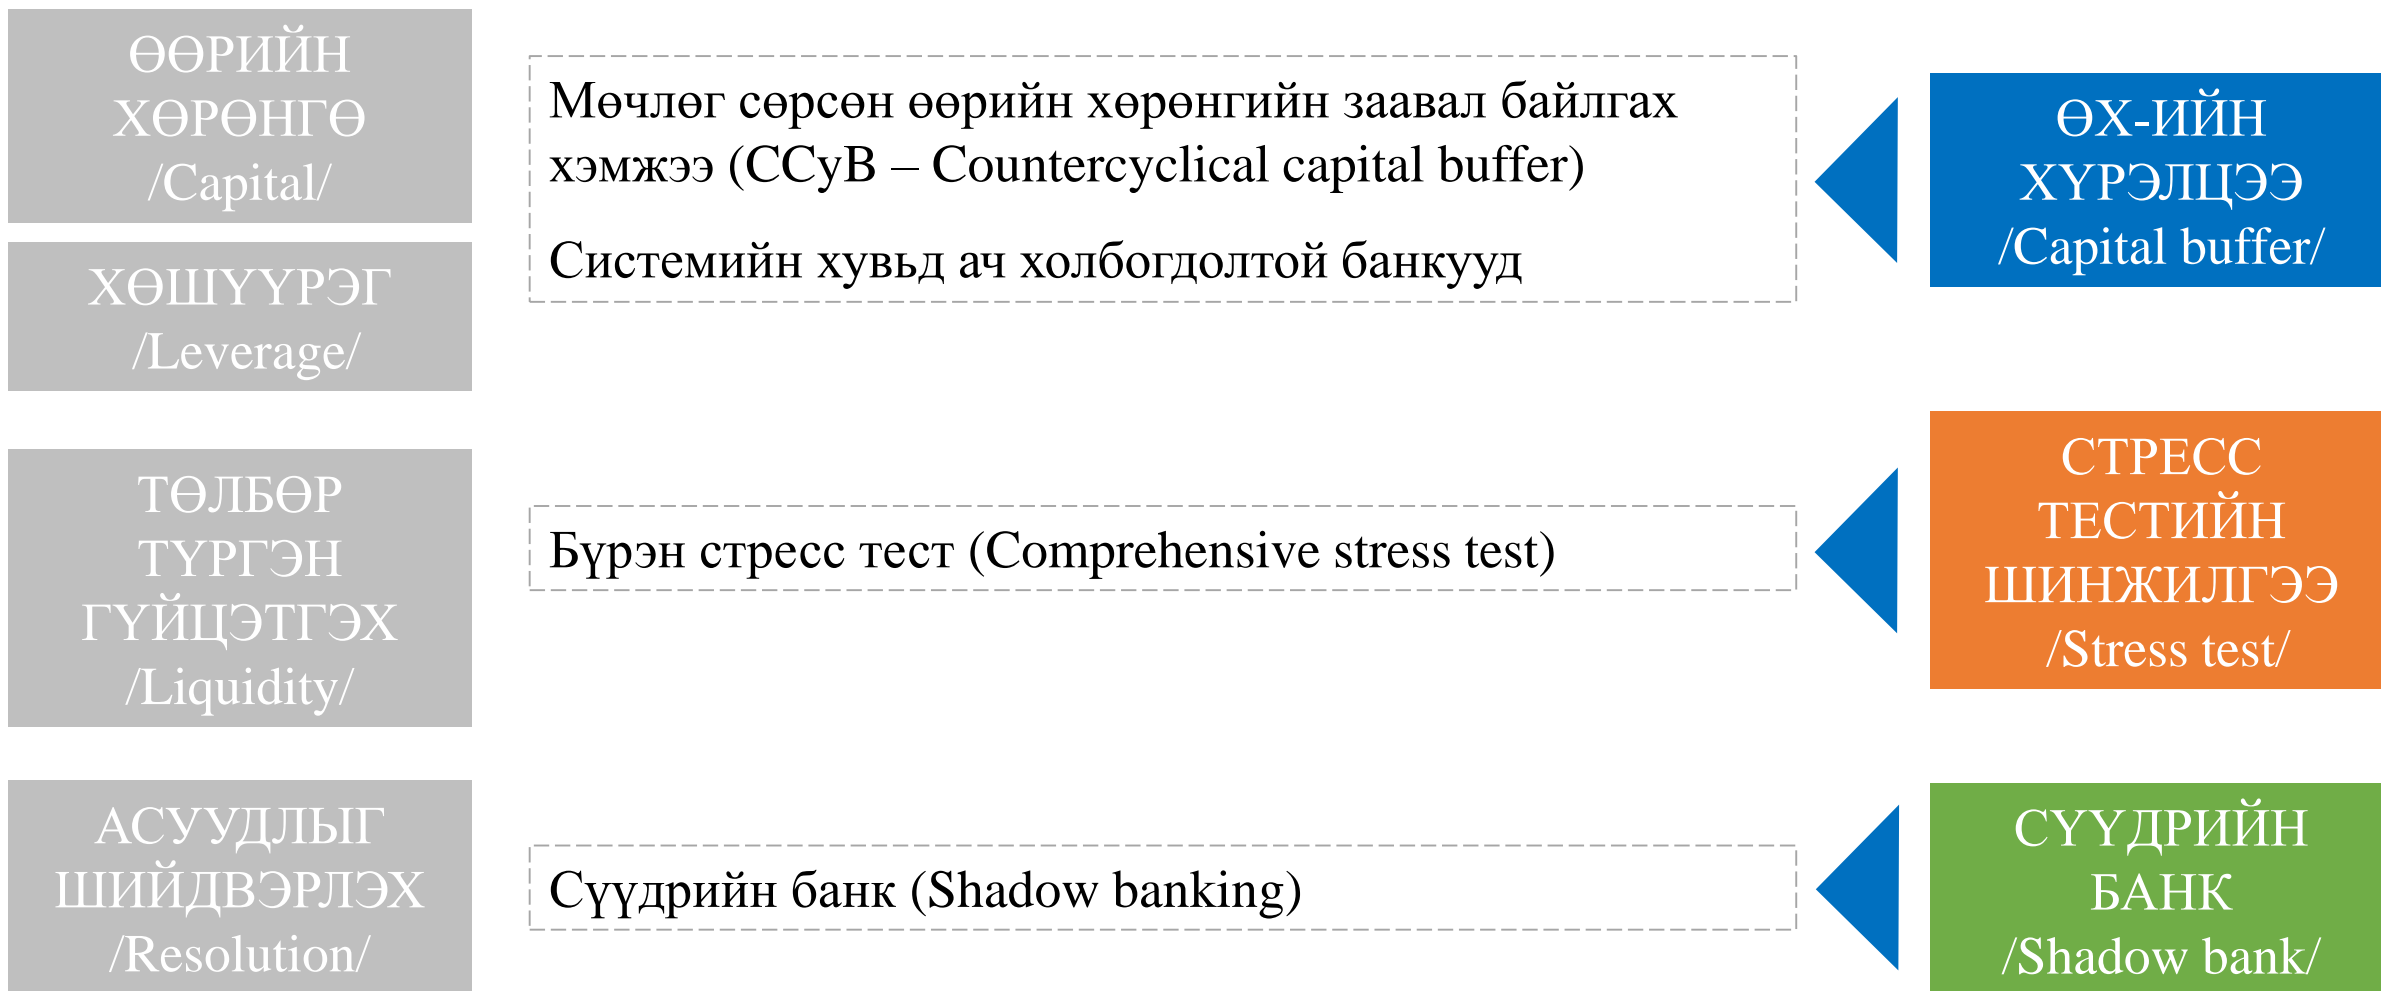 ӨӨРИЙН
ХӨРӨНГӨ
/Capital/
ХӨШҮҮРЭГ
/Leverage/
Мөчлөг сөрсөн өөрийн хөрөнгийн заавал байлгах
хэмжээ (CCyB – Countercyclical capital buffer)
Системийн хувьд ач холбогдолтой банкууд
ӨХ-ИЙН
ХҮРЭЛЦЭЭ
/Capital buffer/
ТӨЛБӨР
ТҮРГЭН
ГҮЙЦЭТГЭХ
/Liquidity/
Бүрэн стресс тест (Comprehensive stress test)
СТРЕСС
ТЕСТИЙН
ШИНЖИЛГЭЭ
/Stress test/
АСУУДЛЫГ
ШИЙДВЭРЛЭХ
/Resolution/
Сүүдрийн банк (Shadow banking)
СҮҮДРИЙН
БАНК
/Shadow bank/